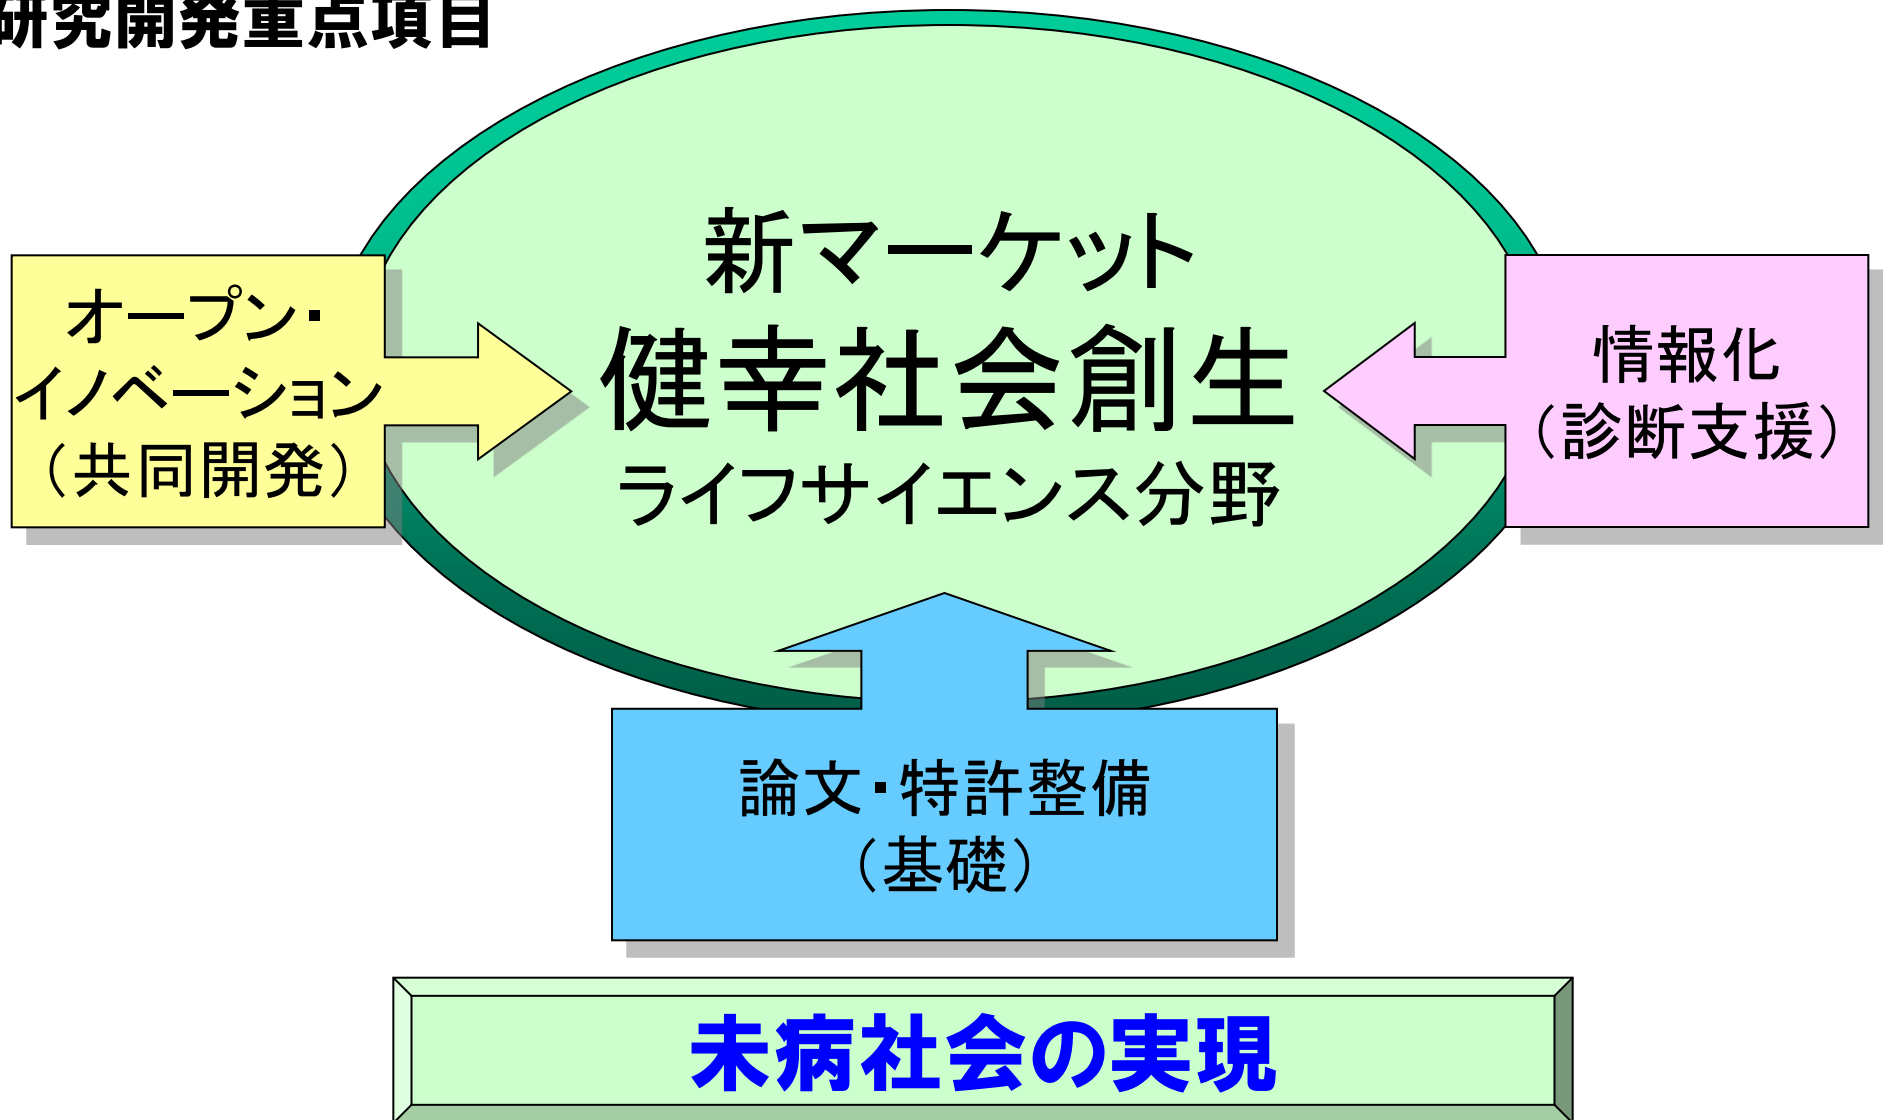 研究開発重点項目
新マーケット
健幸社会創生
ライフサイエンス分野
オープン・
イノベーション
（共同開発）
情報化
（診断支援）
論文・特許整備
（基礎）
未病社会の実現